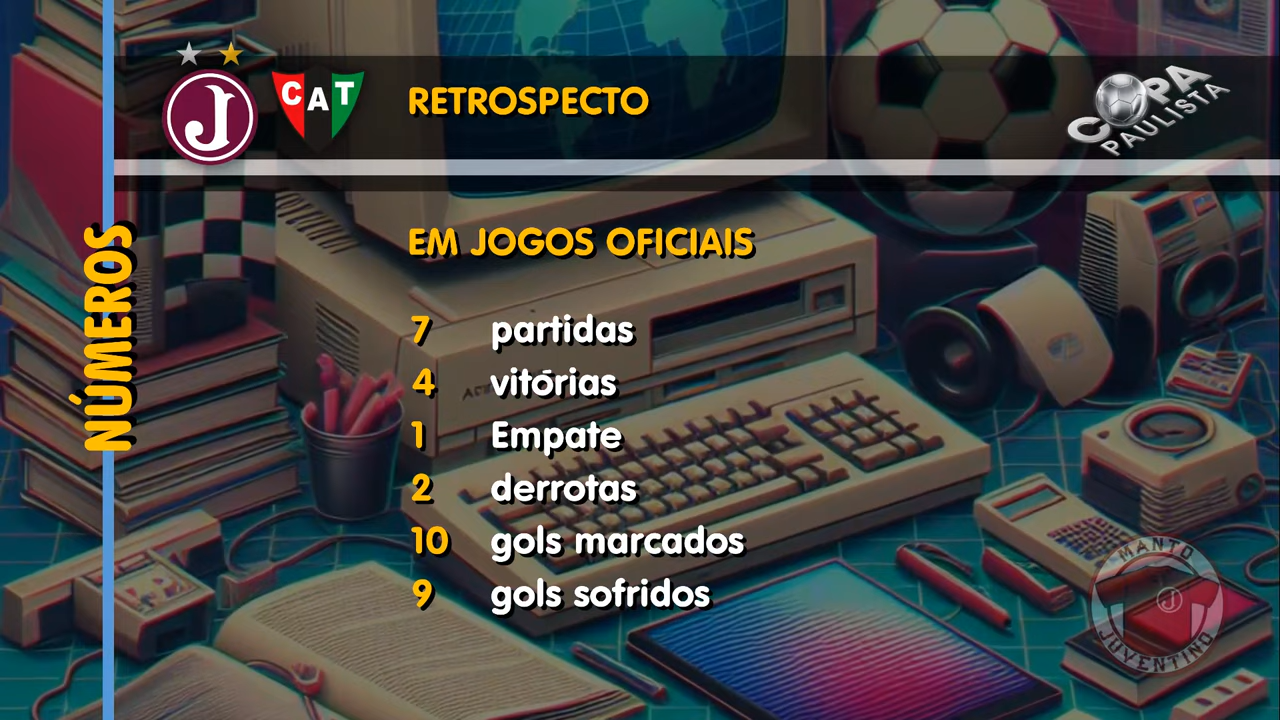 J
CAT
RETROSPECTO
COPA
PAULISTA
NÚMEROS
EM JOGOS OFICIAIS
7 partidas
4 vitórias
1 Empate
2 derrotas
10 gols marcados
9 gols sofridos
MANTO
J
JUVENTINO